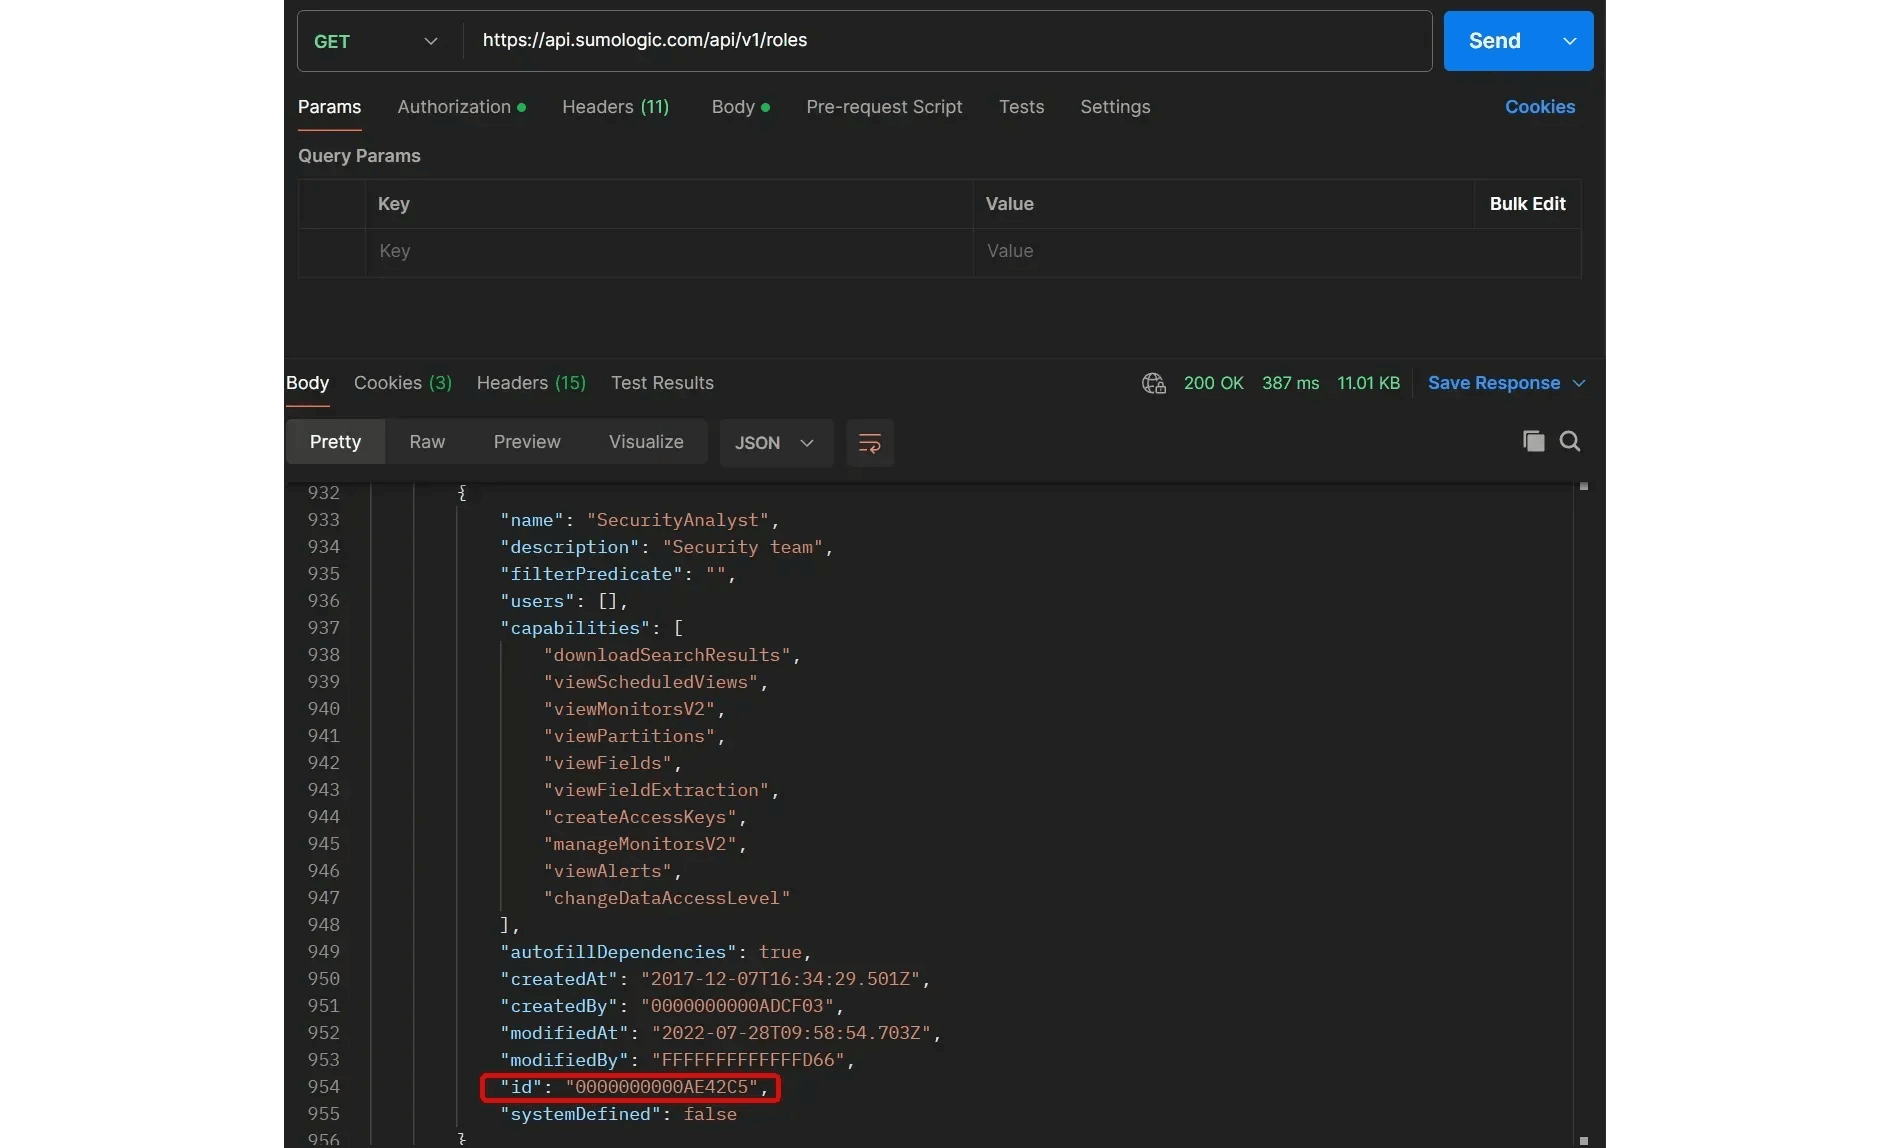 GET https://api.sumologic.com/api/v1/roles Send
Params Authorization Headers (11) Body Pre-request Script Tests Settings Cookies
Query Params
Key Value Bulk Edit
Key Value
Body Cookies (3) Headers (15) Test Results 200 OK 387 ms 11.01 KB Save Response
Pretty Raw Preview Visualize JSON
932 {
933 "name": "SecurityAnalyst",
934 "description": "Security team",
935 "filterPredicate": "",
936 "users": [],
937 "capabilities": [
938 "downloadSearchResults",
939 "viewScheduledViews",
940 "viewMonitorsV2",
941 "viewPartitions",
942 "viewFields",
943 "viewFieldExtraction",
944 "createAccessKeys",
945 "manageMonitorsV2",
946 "viewAlerts",
947 "changeDataAccessLevel"
948 ],
949 "autofillDependencies": true,
950 "createdAt": "2017-12-07T16:34:29.501Z",
951 "createdBy": "0000000000ADCF03",
952 "modifiedAt": "2022-07-28T09:58:54.703Z",
953 "modifiedBy": "FFFFFFFFFFFFFD66",
954 "id": "0000000000AE42C5",
955 "systemDefined": false
956 }